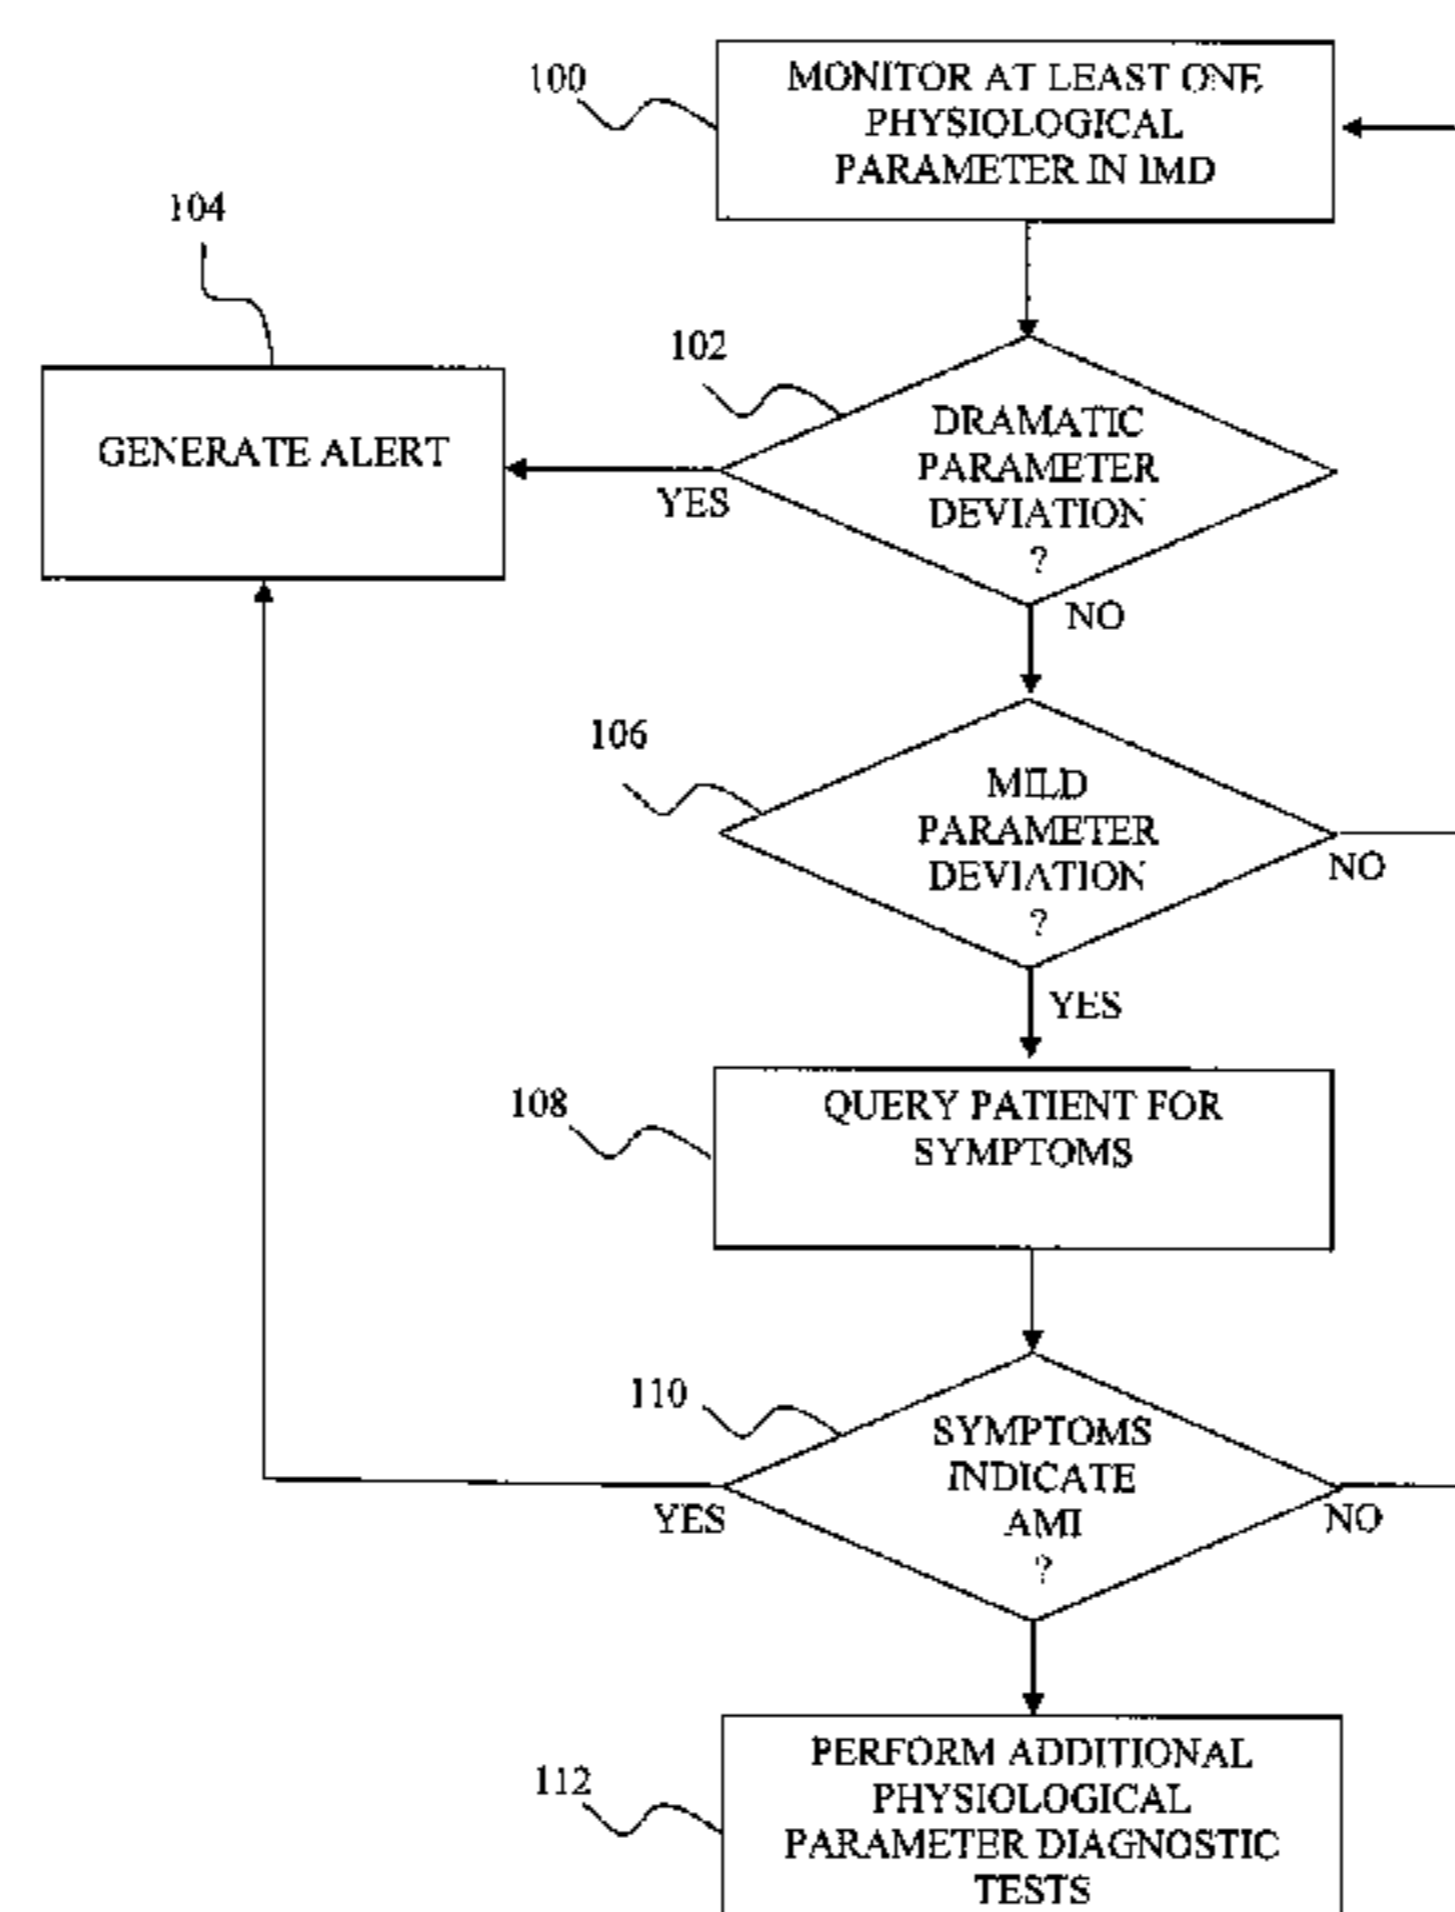 100
MONITOR AT LEAST ONE
PHYSIOLOGICAL
PARAMETER IN IMD
104
GENERATE ALERT
102
DRAMATIC
PARAMETER
DEVIATION
?
YES
NO
106
MILD
PARAMETER
DEVIATION
?
NO
YES
108
QUERY PATIENT FOR
SYMPTOMS
110
SYMPTOMS
INDICATE
AMI
?
YES
NO
112
PERFORM ADDITIONAL
PHYSIOLOGICAL
PARAMETER DIAGNOSTIC
TESTS